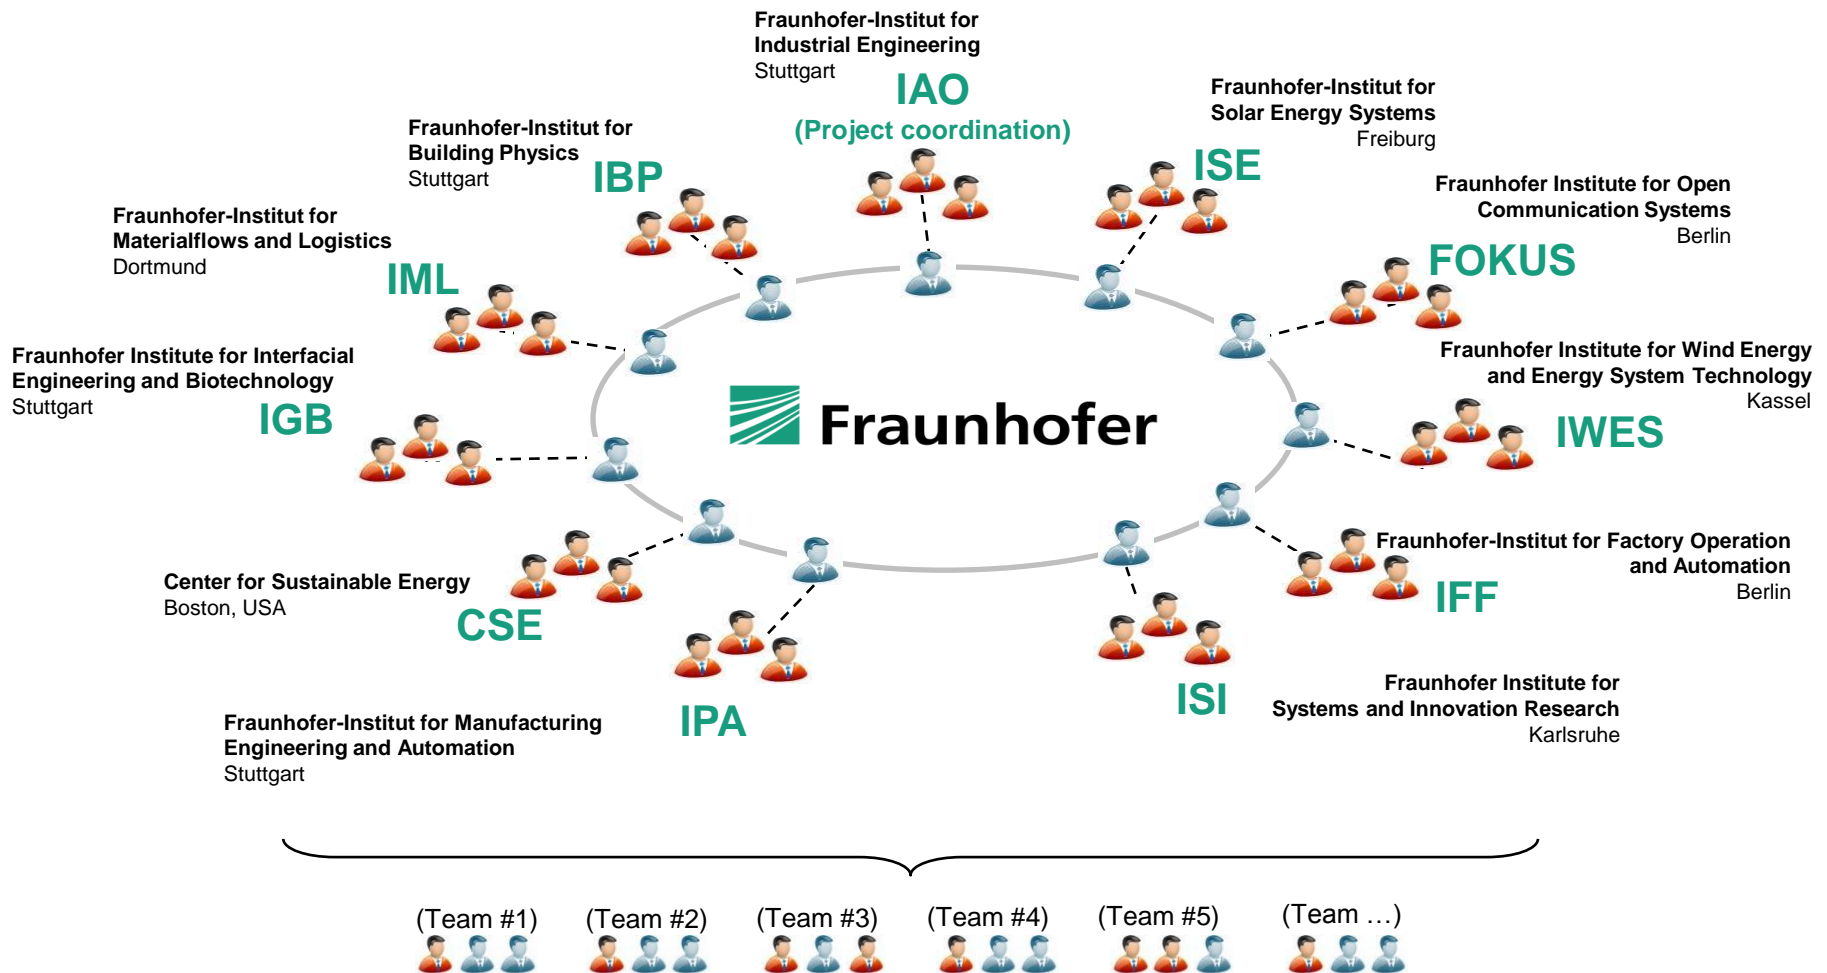 Fraunhofer-Institut for
Industrial Engineering
Stuttgart
IAO
(Project coordination)
Fraunhofer-Institut for
Solar Energy Systems
Freiburg
ISE
Fraunhofer-Institut for
Building Physics
Stuttgart
IBP
Fraunhofer Institute for Open
Communication Systems
Berlin
FOKUS
Fraunhofer-Institut for
Materialflows and Logistics
Dortmund
IML
Fraunhofer Institute for Interfacial
Engineering and Biotechnology
Stuttgart
IGB
Fraunhofer Institute for Wind Energy
and Energy System Technology
Kassel
IWES
Fraunhofer
Fraunhofer-Institut for Factory Operation
and Automation
Berlin
IFF
Center for Sustainable Energy
Boston, USA
CSE
Fraunhofer Institute for
Systems and Innovation Research
Karlsruhe
ISI
Fraunhofer-Institut for Manufacturing
Engineering and Automation
Stuttgart
IPA
(Team #1) (Team #2) (Team #3) (Team #4) (Team #5) (Team …)